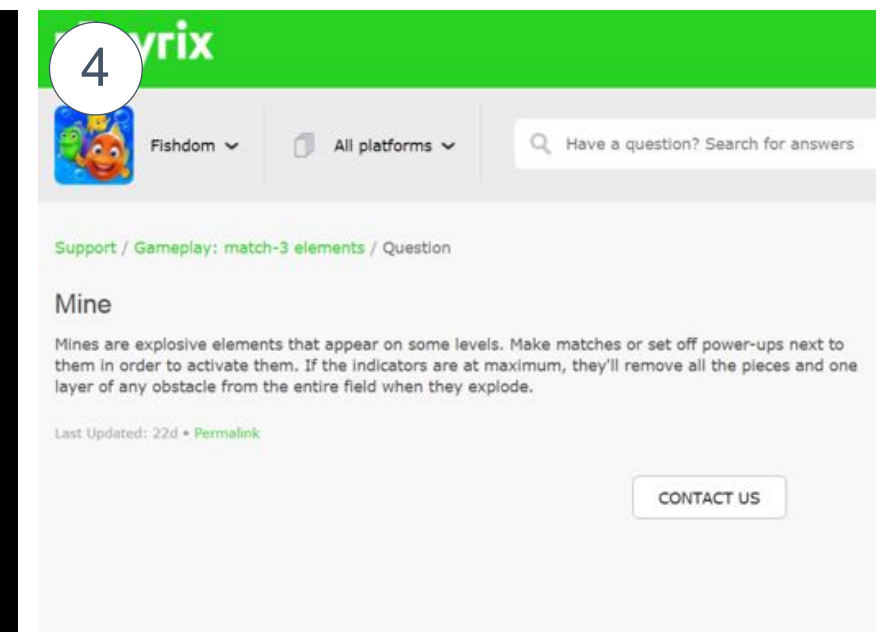 4
yrix
Fishdom
All platforms
Have a question? Search for answers
Support / Gameplay: match-3 elements / Question
Mine
Mines are explosive elements that appear on some levels. Make matches or set off power-ups next to
them in order to activate them. If the indicators are at maximum, they'll remove all the pieces and one
layer of any obstacle from the entire field when they explode.
Last Updated: 22d • Permalink
CONTACT US